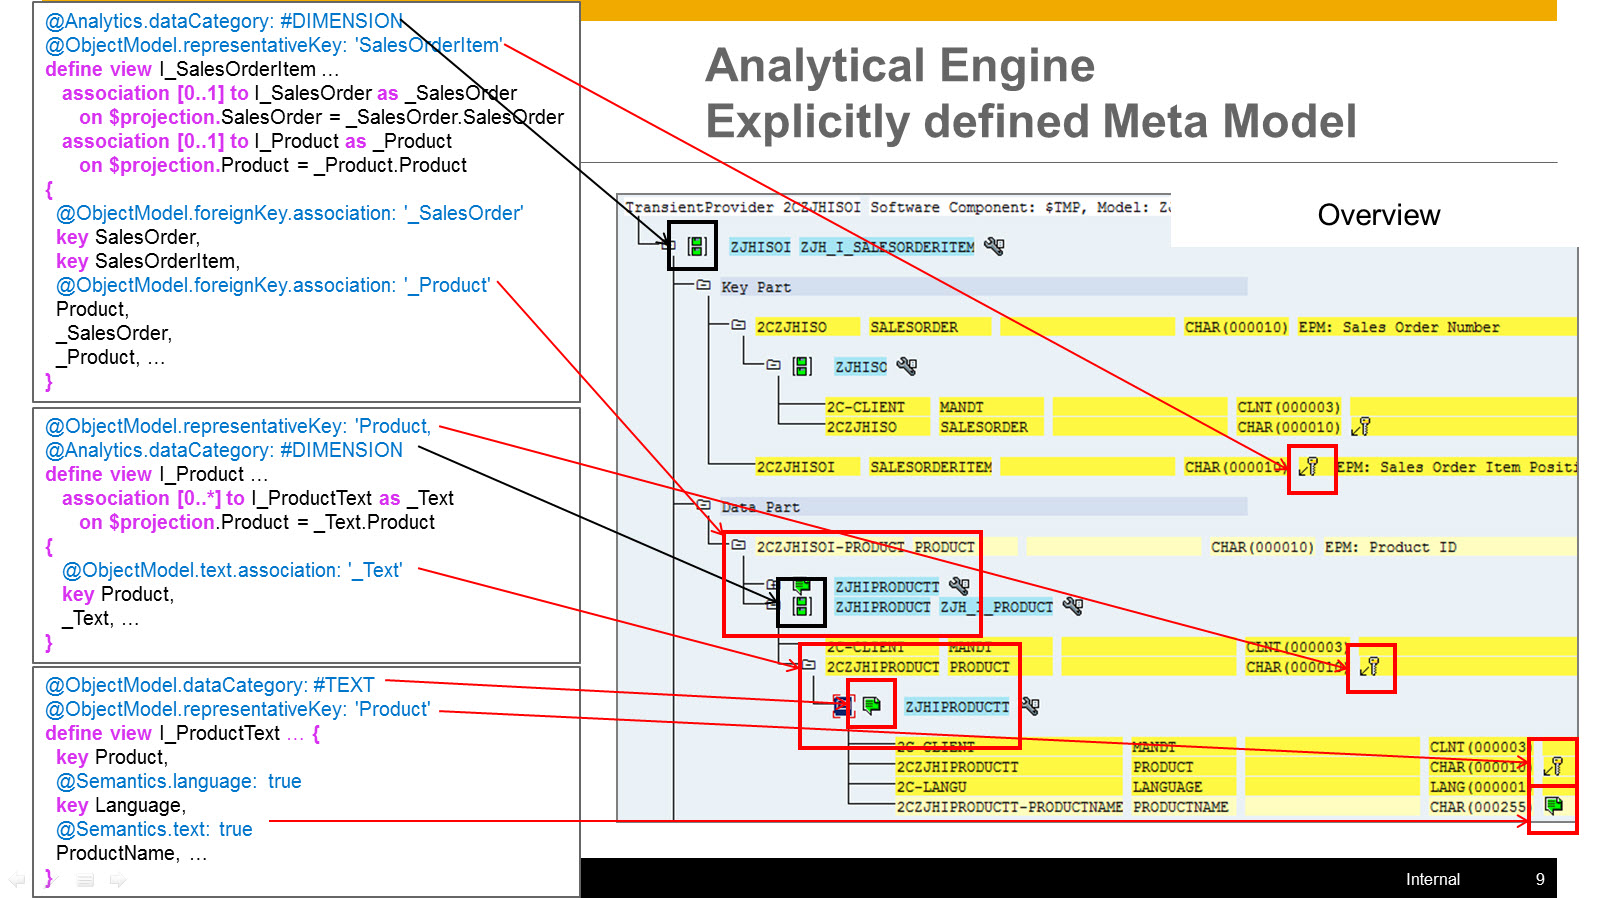 @Analytics.dataCategory: #DIMENSION
@ObjectModel.representativeKey: 'SalesOrderItem'
define view I_SalesOrderItem …
association [0..1] to I_SalesOrder as _SalesOrder
on $projection.SalesOrder = _SalesOrder.SalesOrder
association [0..1] to I_Product as _Product
on $projection.Product = _Product.Product
{
@ObjectModel.foreignKey.association: '_SalesOrder'
key SalesOrder,
key SalesOrderItem,
@ObjectModel.foreignKey.association: '_Product'
Product,
_SalesOrder,
_Product, …
}
@ObjectModel.representativeKey: 'Product,
@Analytics.dataCategory: #DIMENSION
define view I_Product …
association [0..*] to I_ProductText as _Text
on $projection.Product = _Text.Product
{
@ObjectModel.text.association: '_Text'
key Product,
_Text, …
}
@ObjectModel.dataCategory: #TEXT
@ObjectModel.representativeKey: 'Product'
define view I_ProductText … {
key Product,
@Semantics.language: true
key Language,
@Semantics.text: true
ProductName, …
}
Analytical Engine
Explicitly defined Meta Model
Overview
TransientProvider 2CZJHISOI Software Component: $TMP, Model:
ZJHISOI ZJH_I_SALESORDERITEM
Key Part
2CZJHISO SALESORDER CHAR(000010) EPM: Sales Order Number
ZJHISO
2C-CLIENT MANDT CLNT(000003)
2CZJHISO SALESORDER CHAR(000010)
2CZJHISOI SALESORDERITEM CHAR(000010) EPM: Sales Order Item Positi
Data Part
2CZJHISOI-PRODUCT PRODUCT CHAR(000010) EPM: Product ID
ZJHIPRODUCTT
ZJHIPRODUCT ZJH_I_PRODUCT
2C-CLIENT MANDT CLNT(000003)
2CZJHIPRODUCT PRODUCT CHAR(000010)
ZJHIPRODUCTT
2C-CLIENT MANDT CLNT(000003)
2CZJHIPRODUCTT PRODUCT CHAR(000010
2C-LANGU LANGUAGE LANG(000001
2CZJHIPRODUCTT-PRODUCTNAME PRODUCTNAME CHAR(000255)
Internal 9